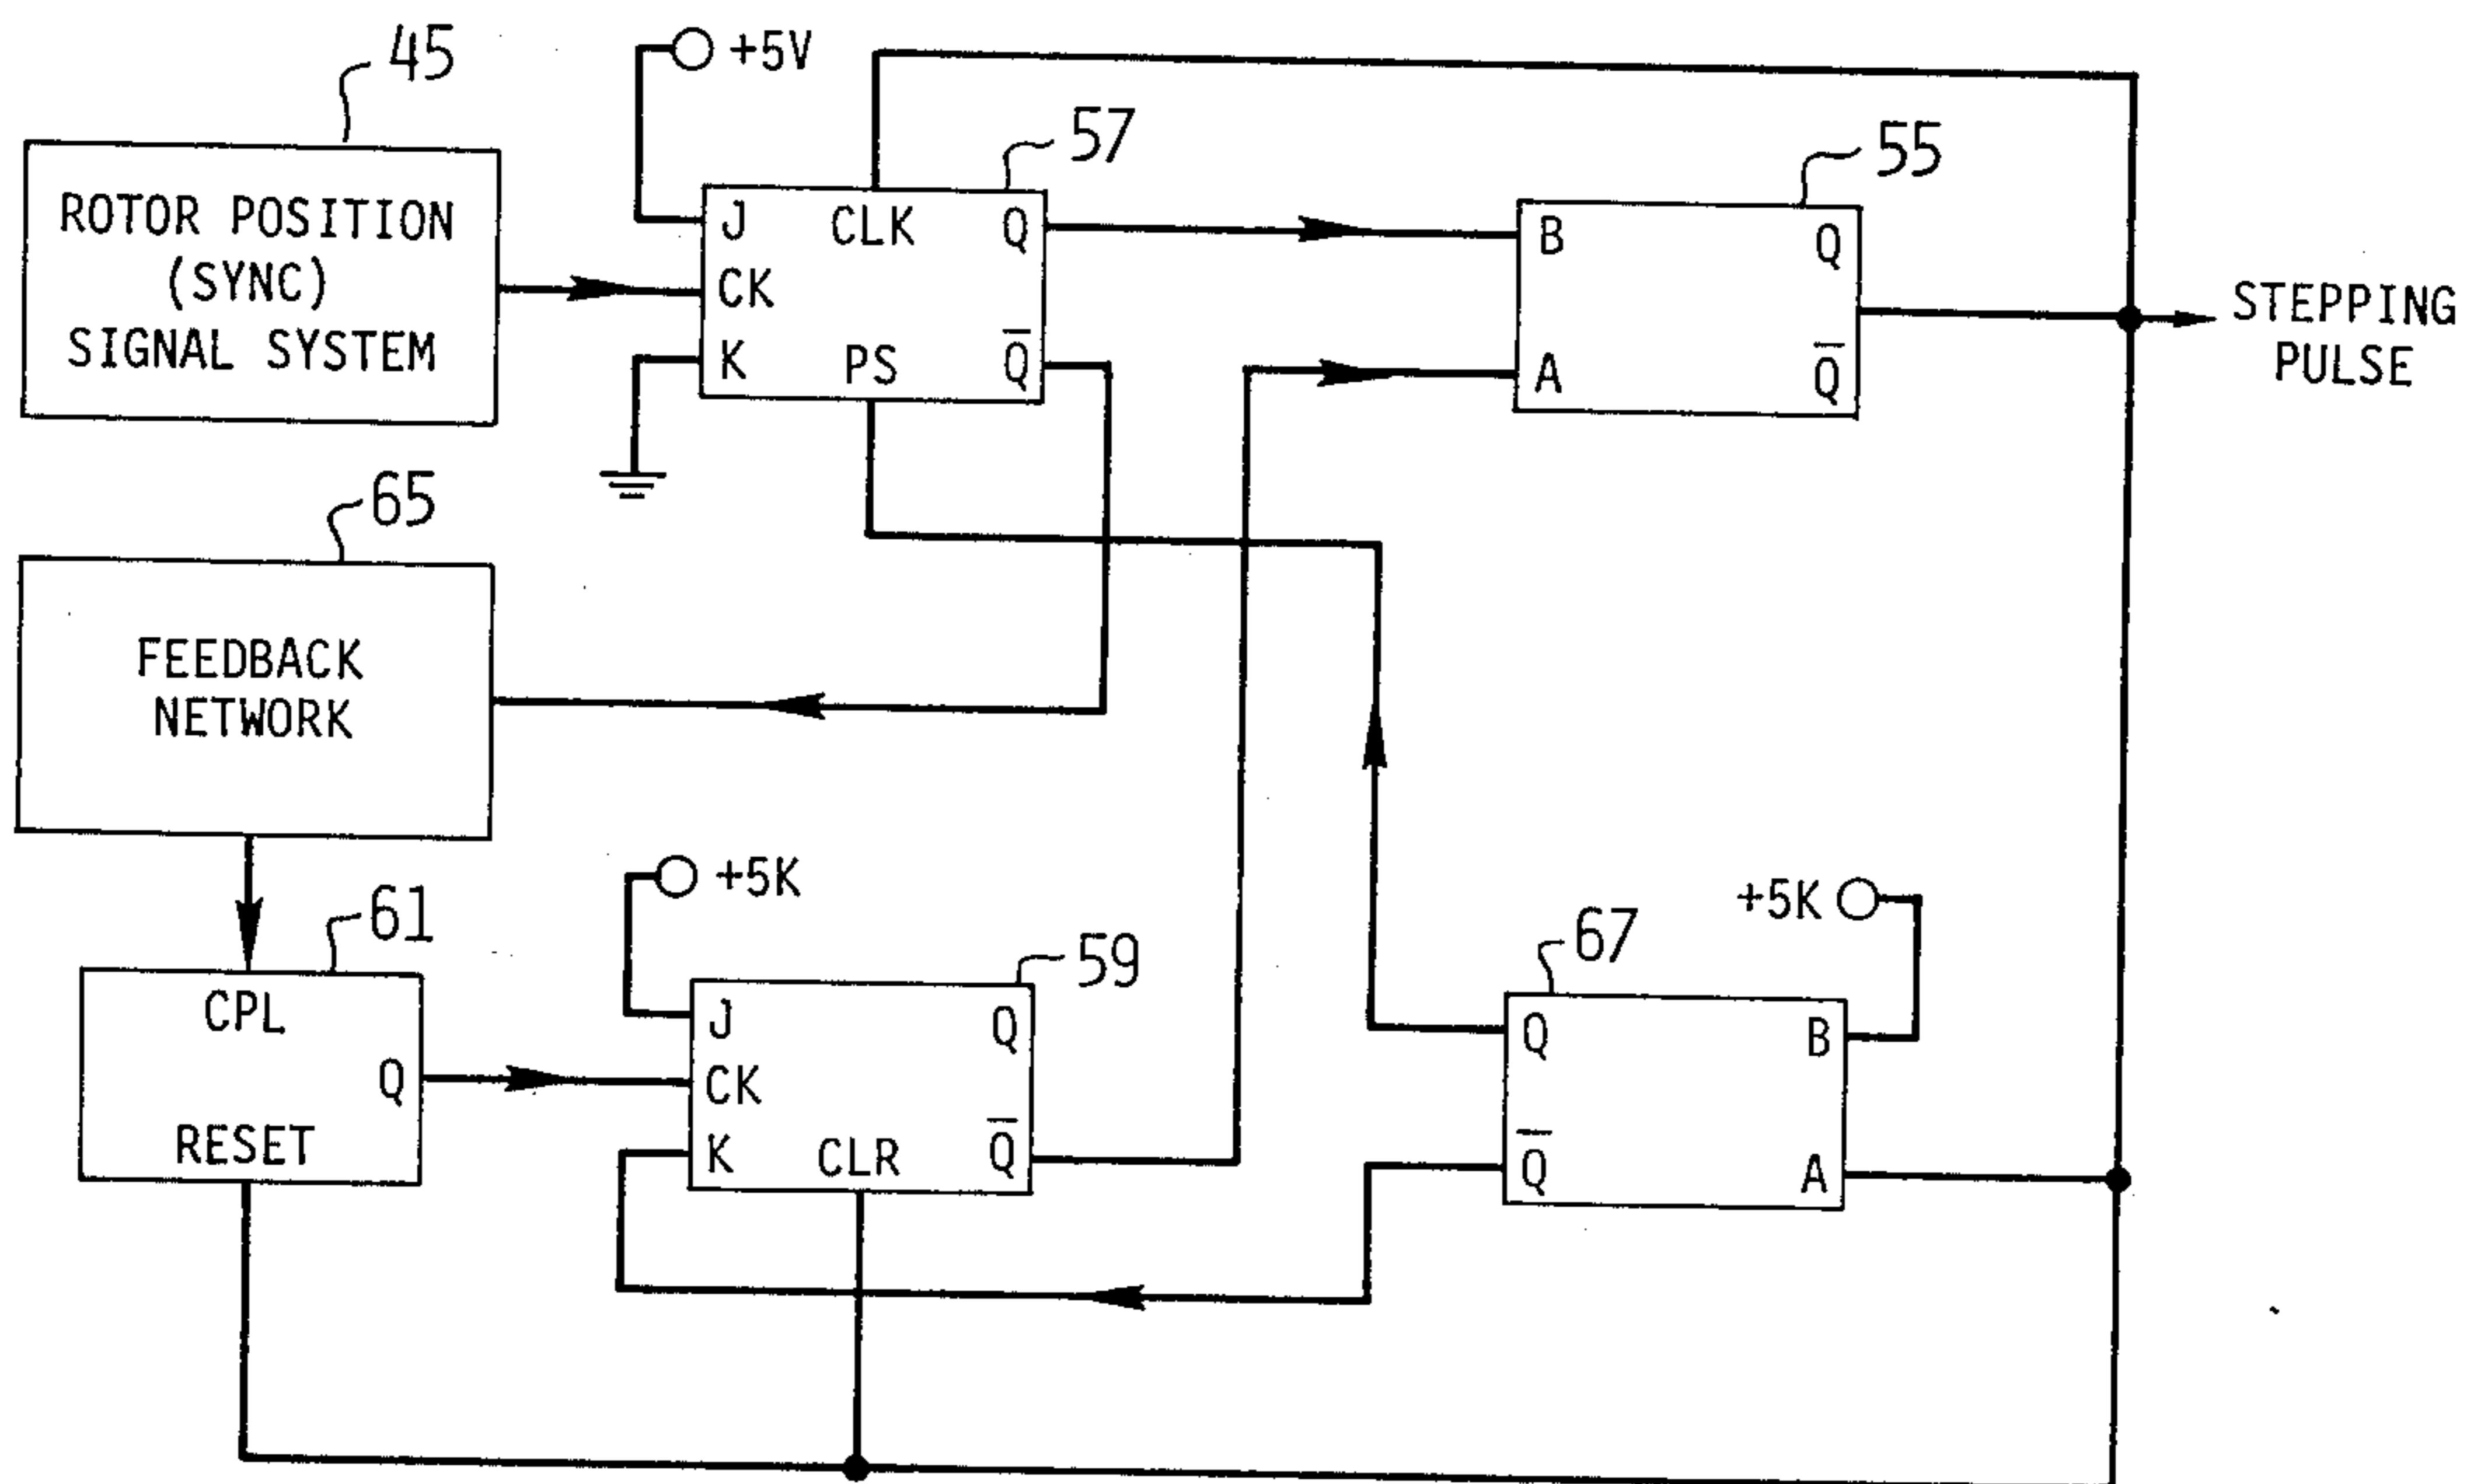 45
+5V
57
55
ROTOR POSITION
(SYNC)
SIGNAL SYSTEM
J CLK Q
CK
K PS Q̅
B Q
A Q̅
STEPPING
PULSE
65
FEEDBACK
NETWORK
61
+5K
59
67
+5K
CPL
Q
RESET
J Q
CK
K CLR Q̅
Q B
Q̅ A